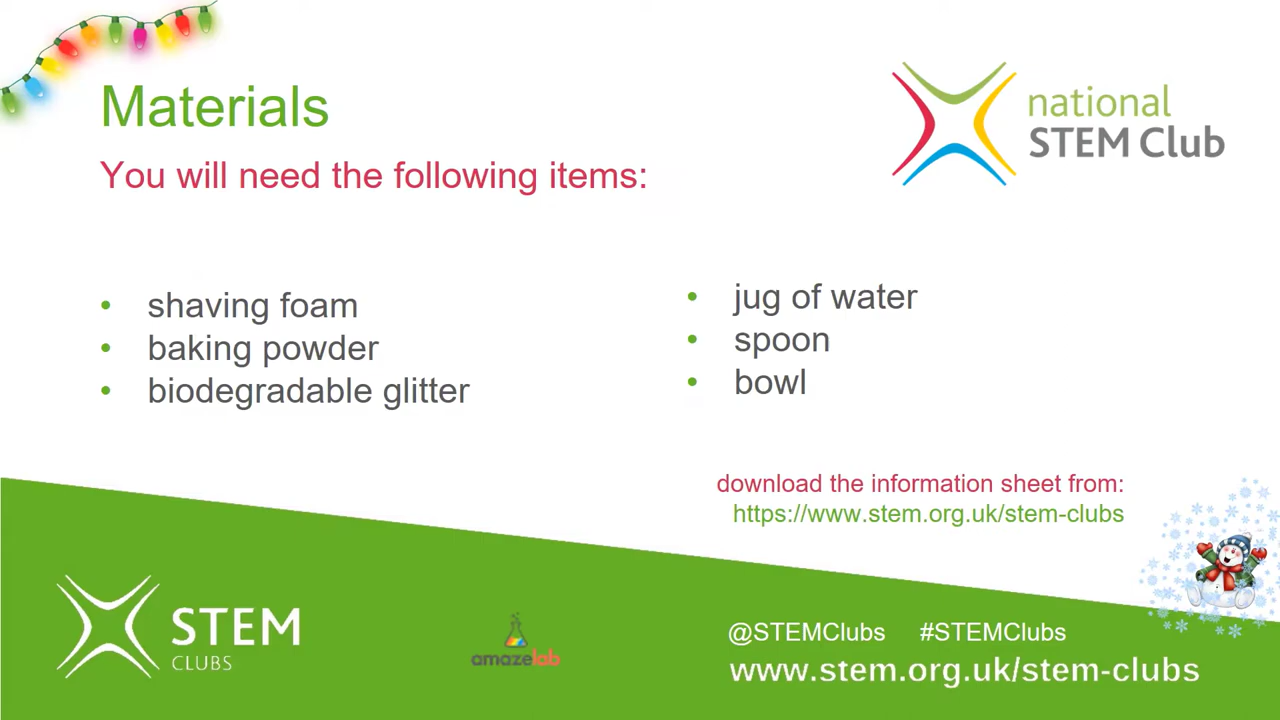 Materials
You will need the following items:
national
STEM Club
• shaving foam
• baking powder
• biodegradable glitter
• jug of water
• spoon
• bowl
download the information sheet from:
https://www.stem.org.uk/stem-clubs
STEM
CLUBS
amazelab
@STEMClubs #STEMClubs
www.stem.org.uk/stem-clubs